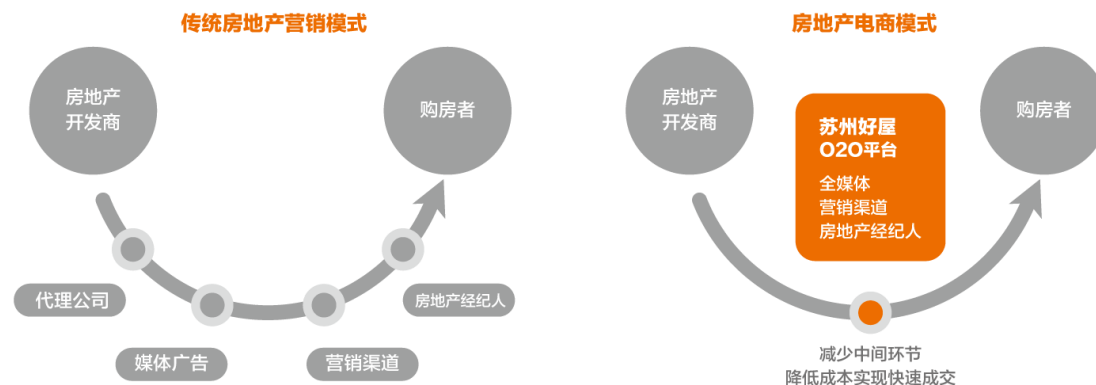 传统房地产营销模式
房地产
开发商
购房者
代理公司
媒体广告
营销渠道
房地产经纪人
房地产电商模式
房地产
开发商
苏州好屋
O2O平台
全媒体
营销渠道
房地产经纪人
购房者
减少中间环节
降低成本实现快速成交